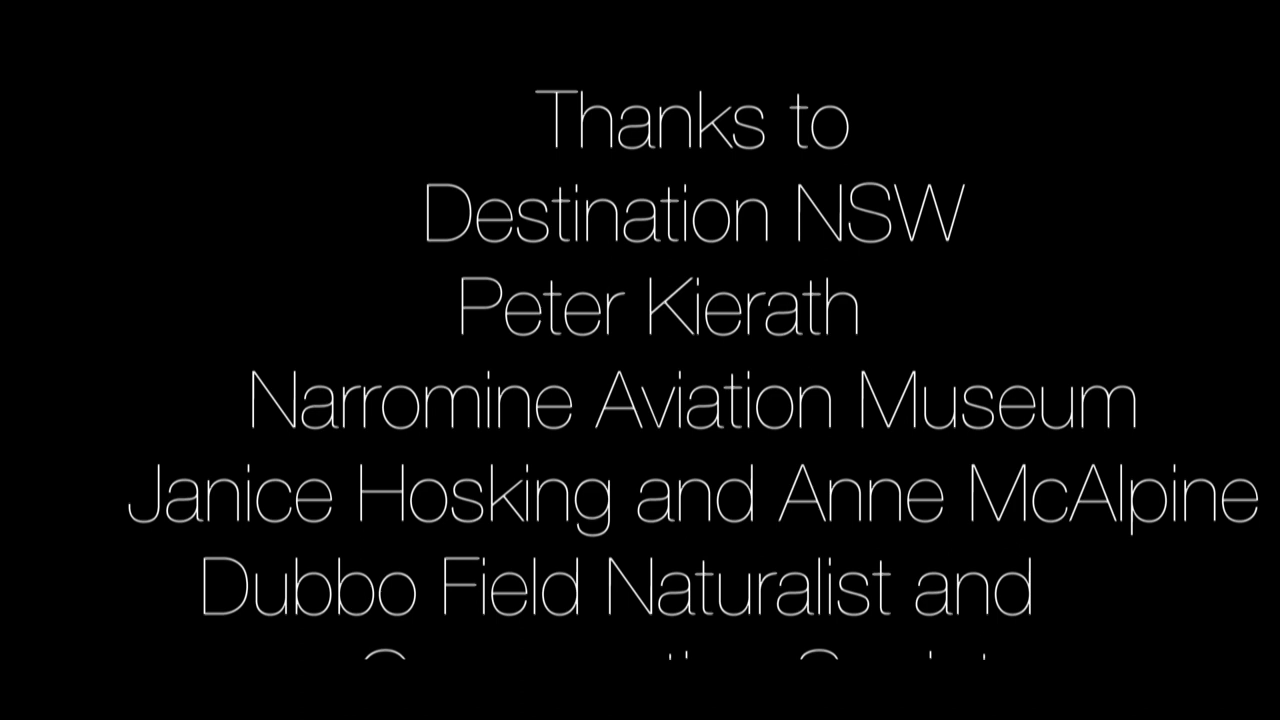 Thanks to
Destination NSW
Peter Kierath
Narromine Aviation Museum
Janice Hosking and Anne McAlpine
Dubbo Field Naturalist and